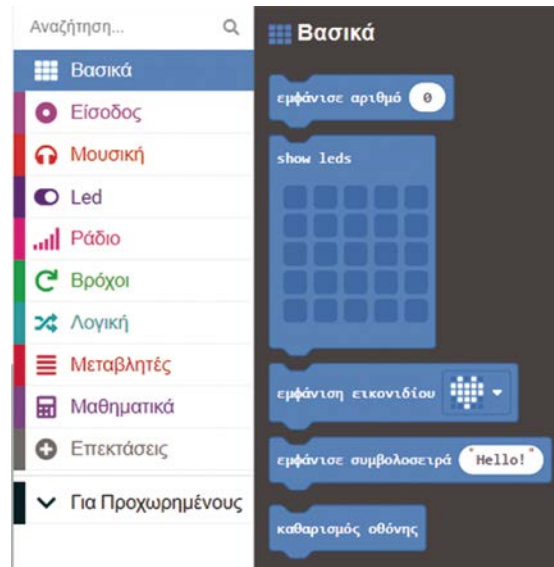 Αναζήτηση...
Βασικά
Είσοδος
Μουσική
Led
Ράδιο
Βρόχοι
Λογική
Μεταβλητές
Μαθηματικά
Επεκτάσεις
Για Προχωρημένους
Βασικά
εμφάνισε αριθμό 0
show leds
εμφάνιση εικονιδίου
εμφάνισε συμβολοσειρά "Hello!"
καθαρισμός οθόνης